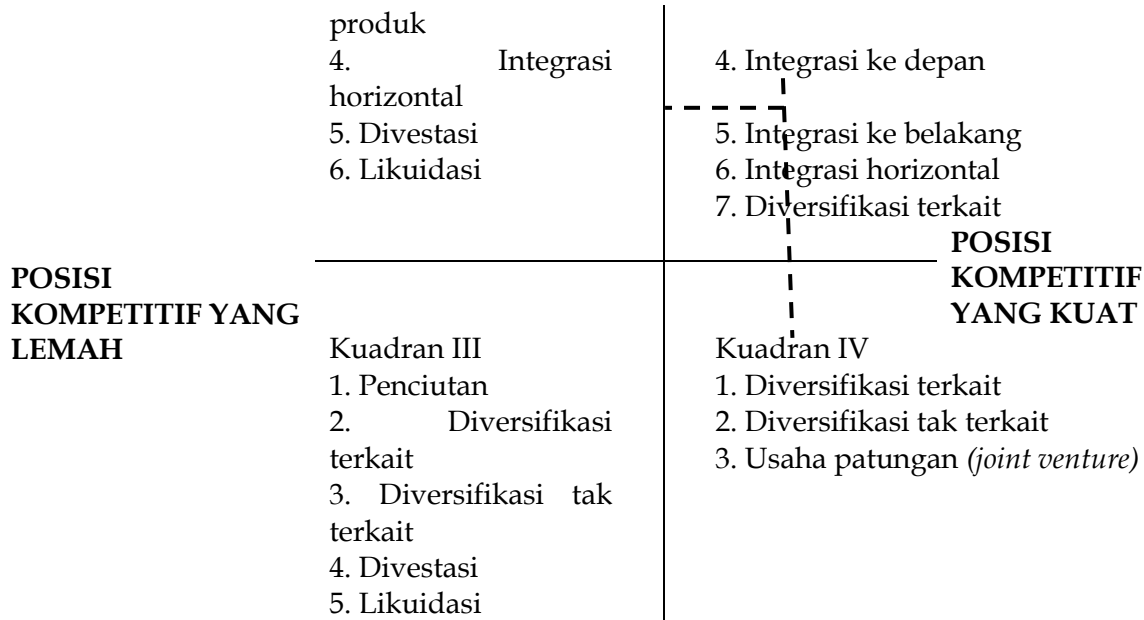 produk
4. Integrasi
horizontal
5. Divestasi
6. Likuidasi
4. Integrasi ke depan
5. Integrasi ke belakang
6. Integrasi horizontal
7. Diversifikasi terkait
POSISI
KOMPETITIF YANG
LEMAH
POSISI
KOMPETITIF
YANG KUAT
Kuadran III
1. Penciutan
2. Diversifikasi
terkait
3. Diversifikasi tak
terkait
4. Divestasi
5. Likuidasi
Kuadran IV
1. Diversifikasi terkait
2. Diversifikasi tak terkait
3. Usaha patungan (joint venture)